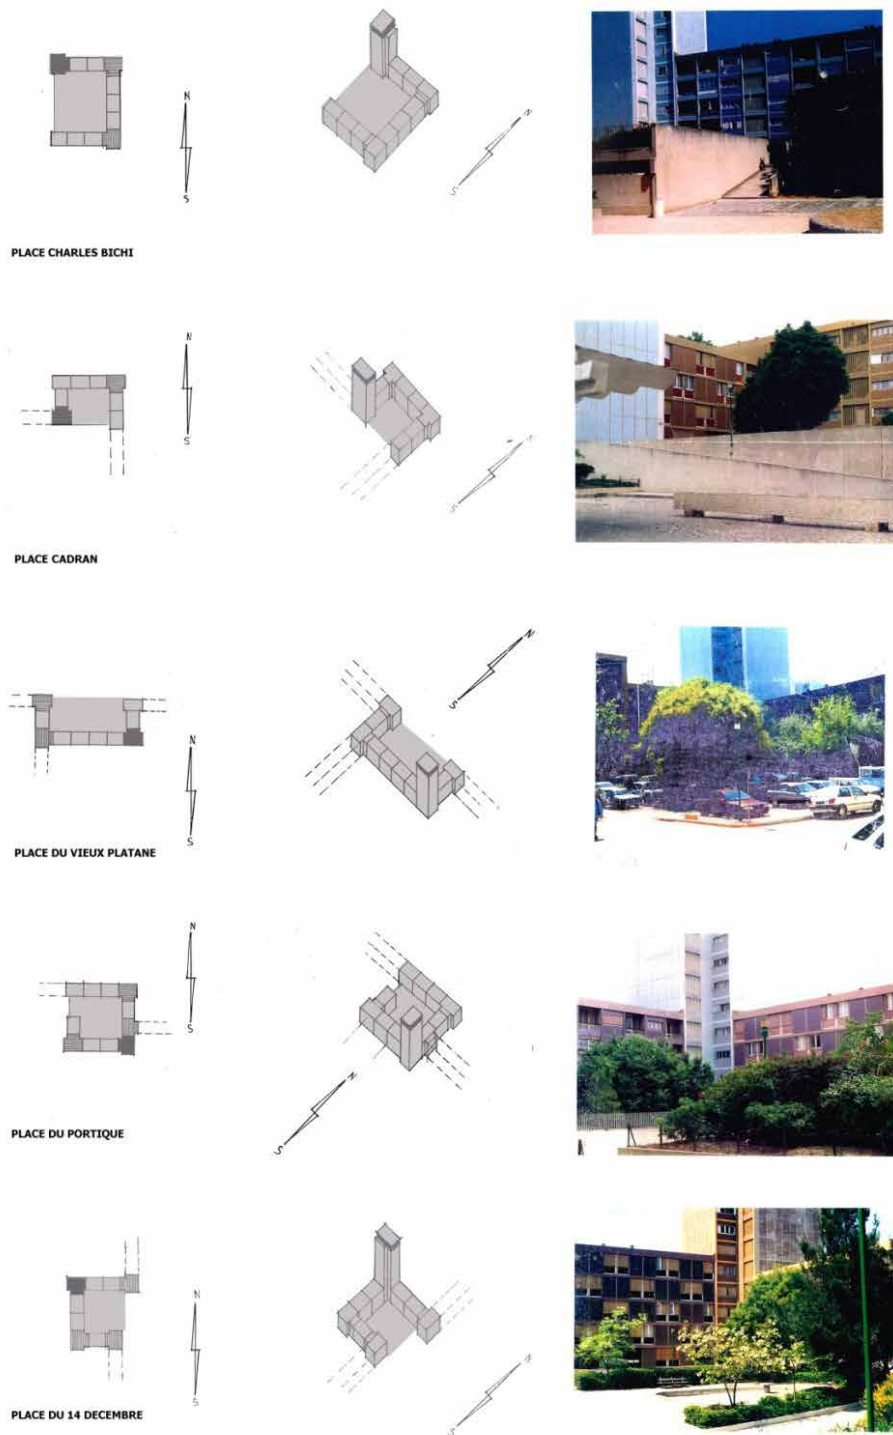 N
S
N
S
PLACE CHARLES BICHI
N
S
N
S
PLACE CADRAN
N
S
N
S
PLACE DU VIEUX PLATANE
N
S
N
S
PLACE DU PORTIQUE
N
S
N
S
PLACE DU 14 DECEMBRE